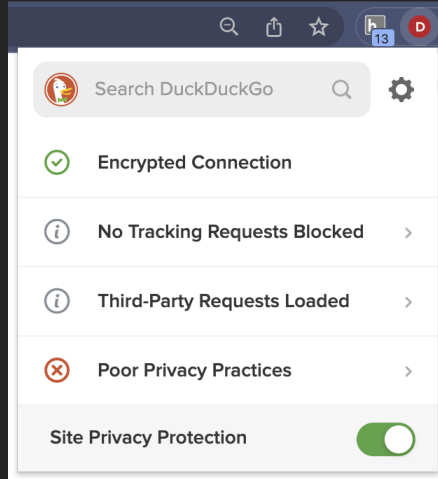 h
13
D
Search DuckDuckGo
Encrypted Connection
No Tracking Requests Blocked
Third-Party Requests Loaded
Poor Privacy Practices
Site Privacy Protection